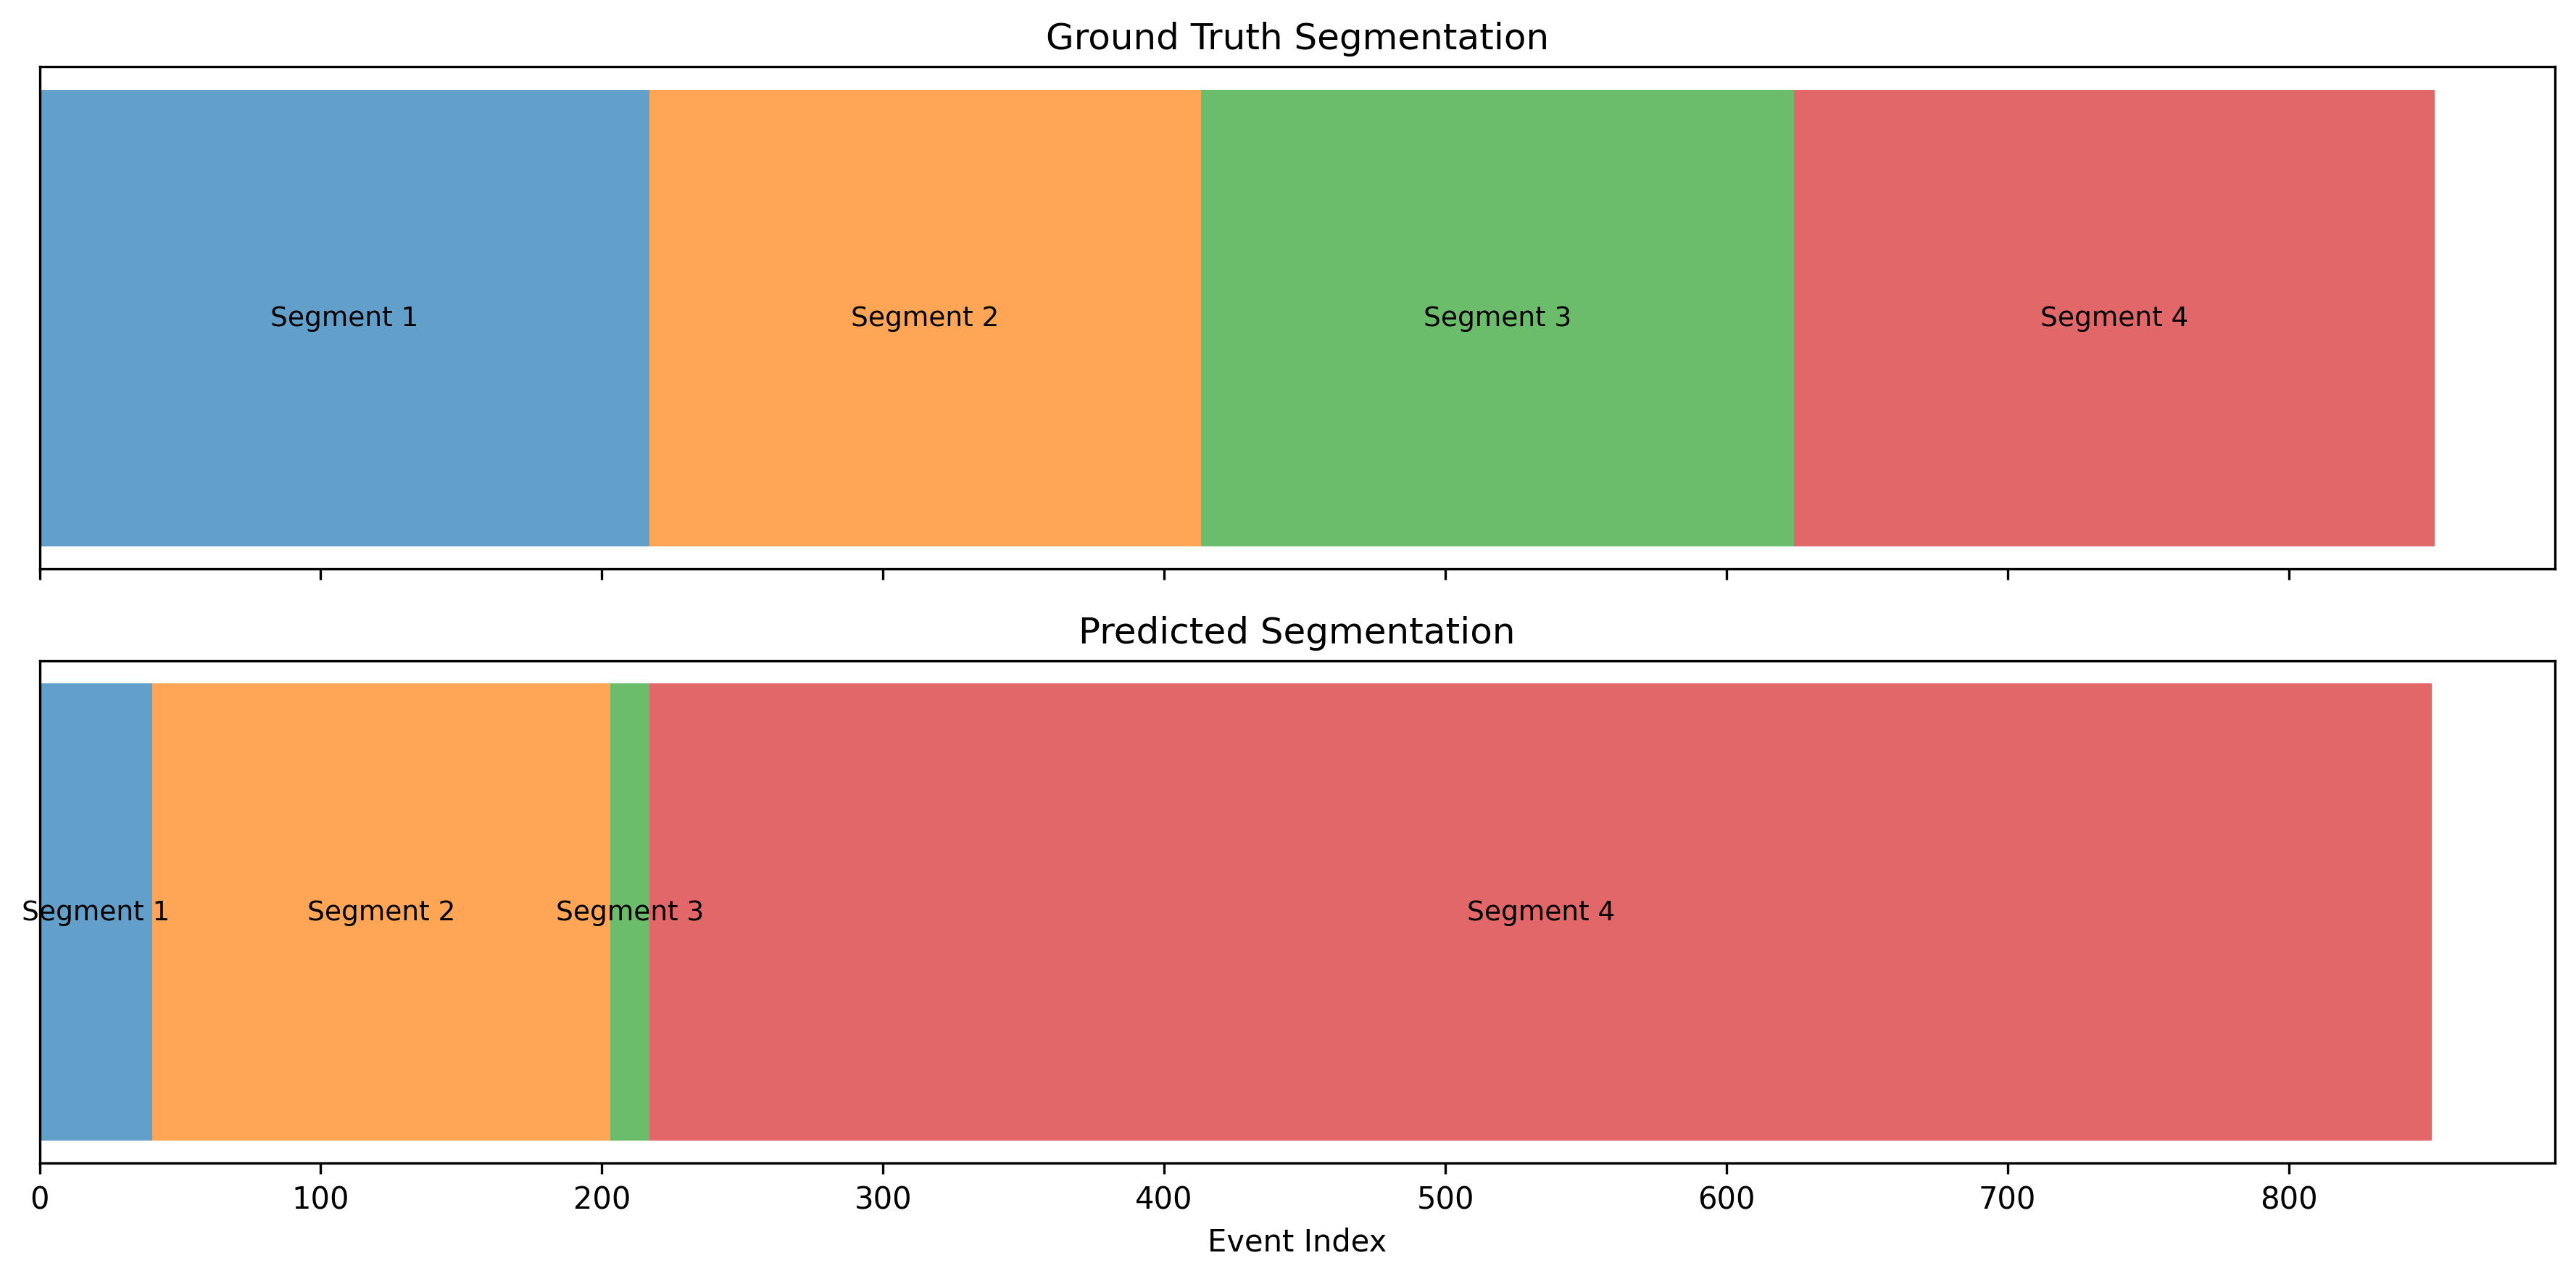 Ground Truth Segmentation
Segment 1 Segment 2 Segment 3 Segment 4
Predicted Segmentation
Segment 1 Segment 2 Segment 3 Segment 4
0 100 200 300 400 500 600 700 800
Event Index